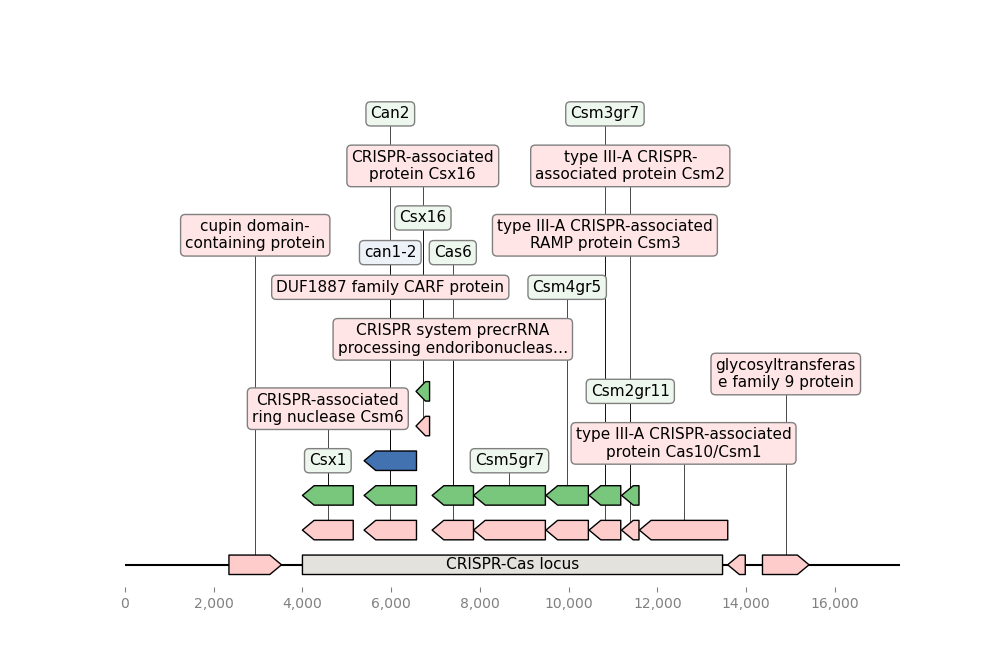 Can2
Csm3gr7
CRISPR-associated
protein Csx16
type III-A CRISPR-
associated protein Csm2
Csx16
cupin domain-
containing protein
type III-A CRISPR-associated
RAMP protein Csm3
can1-2
Cas6
DUF1887 family CARF protein
Csm4gr5
CRISPR system precrRNA
processing endoribonucleas...
glycosyltransferas
e family 9 protein
Csm2gr11
CRISPR-associated
ring nuclease Csm6
type III-A CRISPR-associated
protein Cas10/Csm1
Csx1
Csm5gr7
CRISPR-Cas locus
0 2,000 4,000 6,000 8,000 10,000 12,000 14,000 16,000